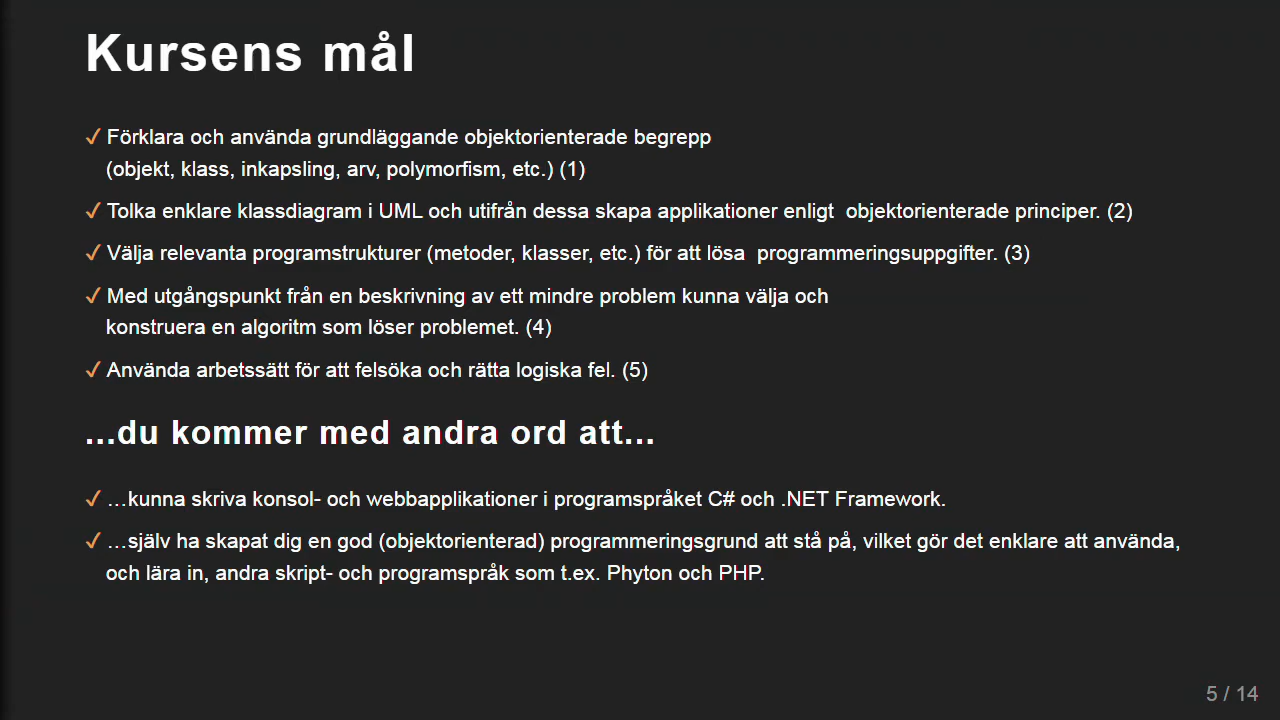 Kursens mål
✓ Förklara och använda grundläggande objektorienterade begrepp
(objekt, klass, inkapsling, arv, polymorfism, etc.) (1)
✓ Tolka enklare klassdiagram i UML och utifrån dessa skapa applikationer enligt  objektorienterade principer. (2)
✓ Välja relevanta programstrukturer (metoder, klasser, etc.) för att lösa  programmeringsuppgifter. (3)
✓ Med utgångspunkt från en beskrivning av ett mindre problem kunna välja och
konstruera en algoritm som löser problemet. (4)
✓ Använda arbetssätt för att felsöka och rätta logiska fel. (5)
...du kommer med andra ord att...
✓ …kunna skriva konsol- och webbapplikationer i programspråket C# och .NET Framework.
✓ …själv ha skapat dig en god (objektorienterad) programmeringsgrund att stå på, vilket gör det enklare att använda,
och lära in, andra skript- och programspråk som t.ex. Phyton och PHP.
5 / 14